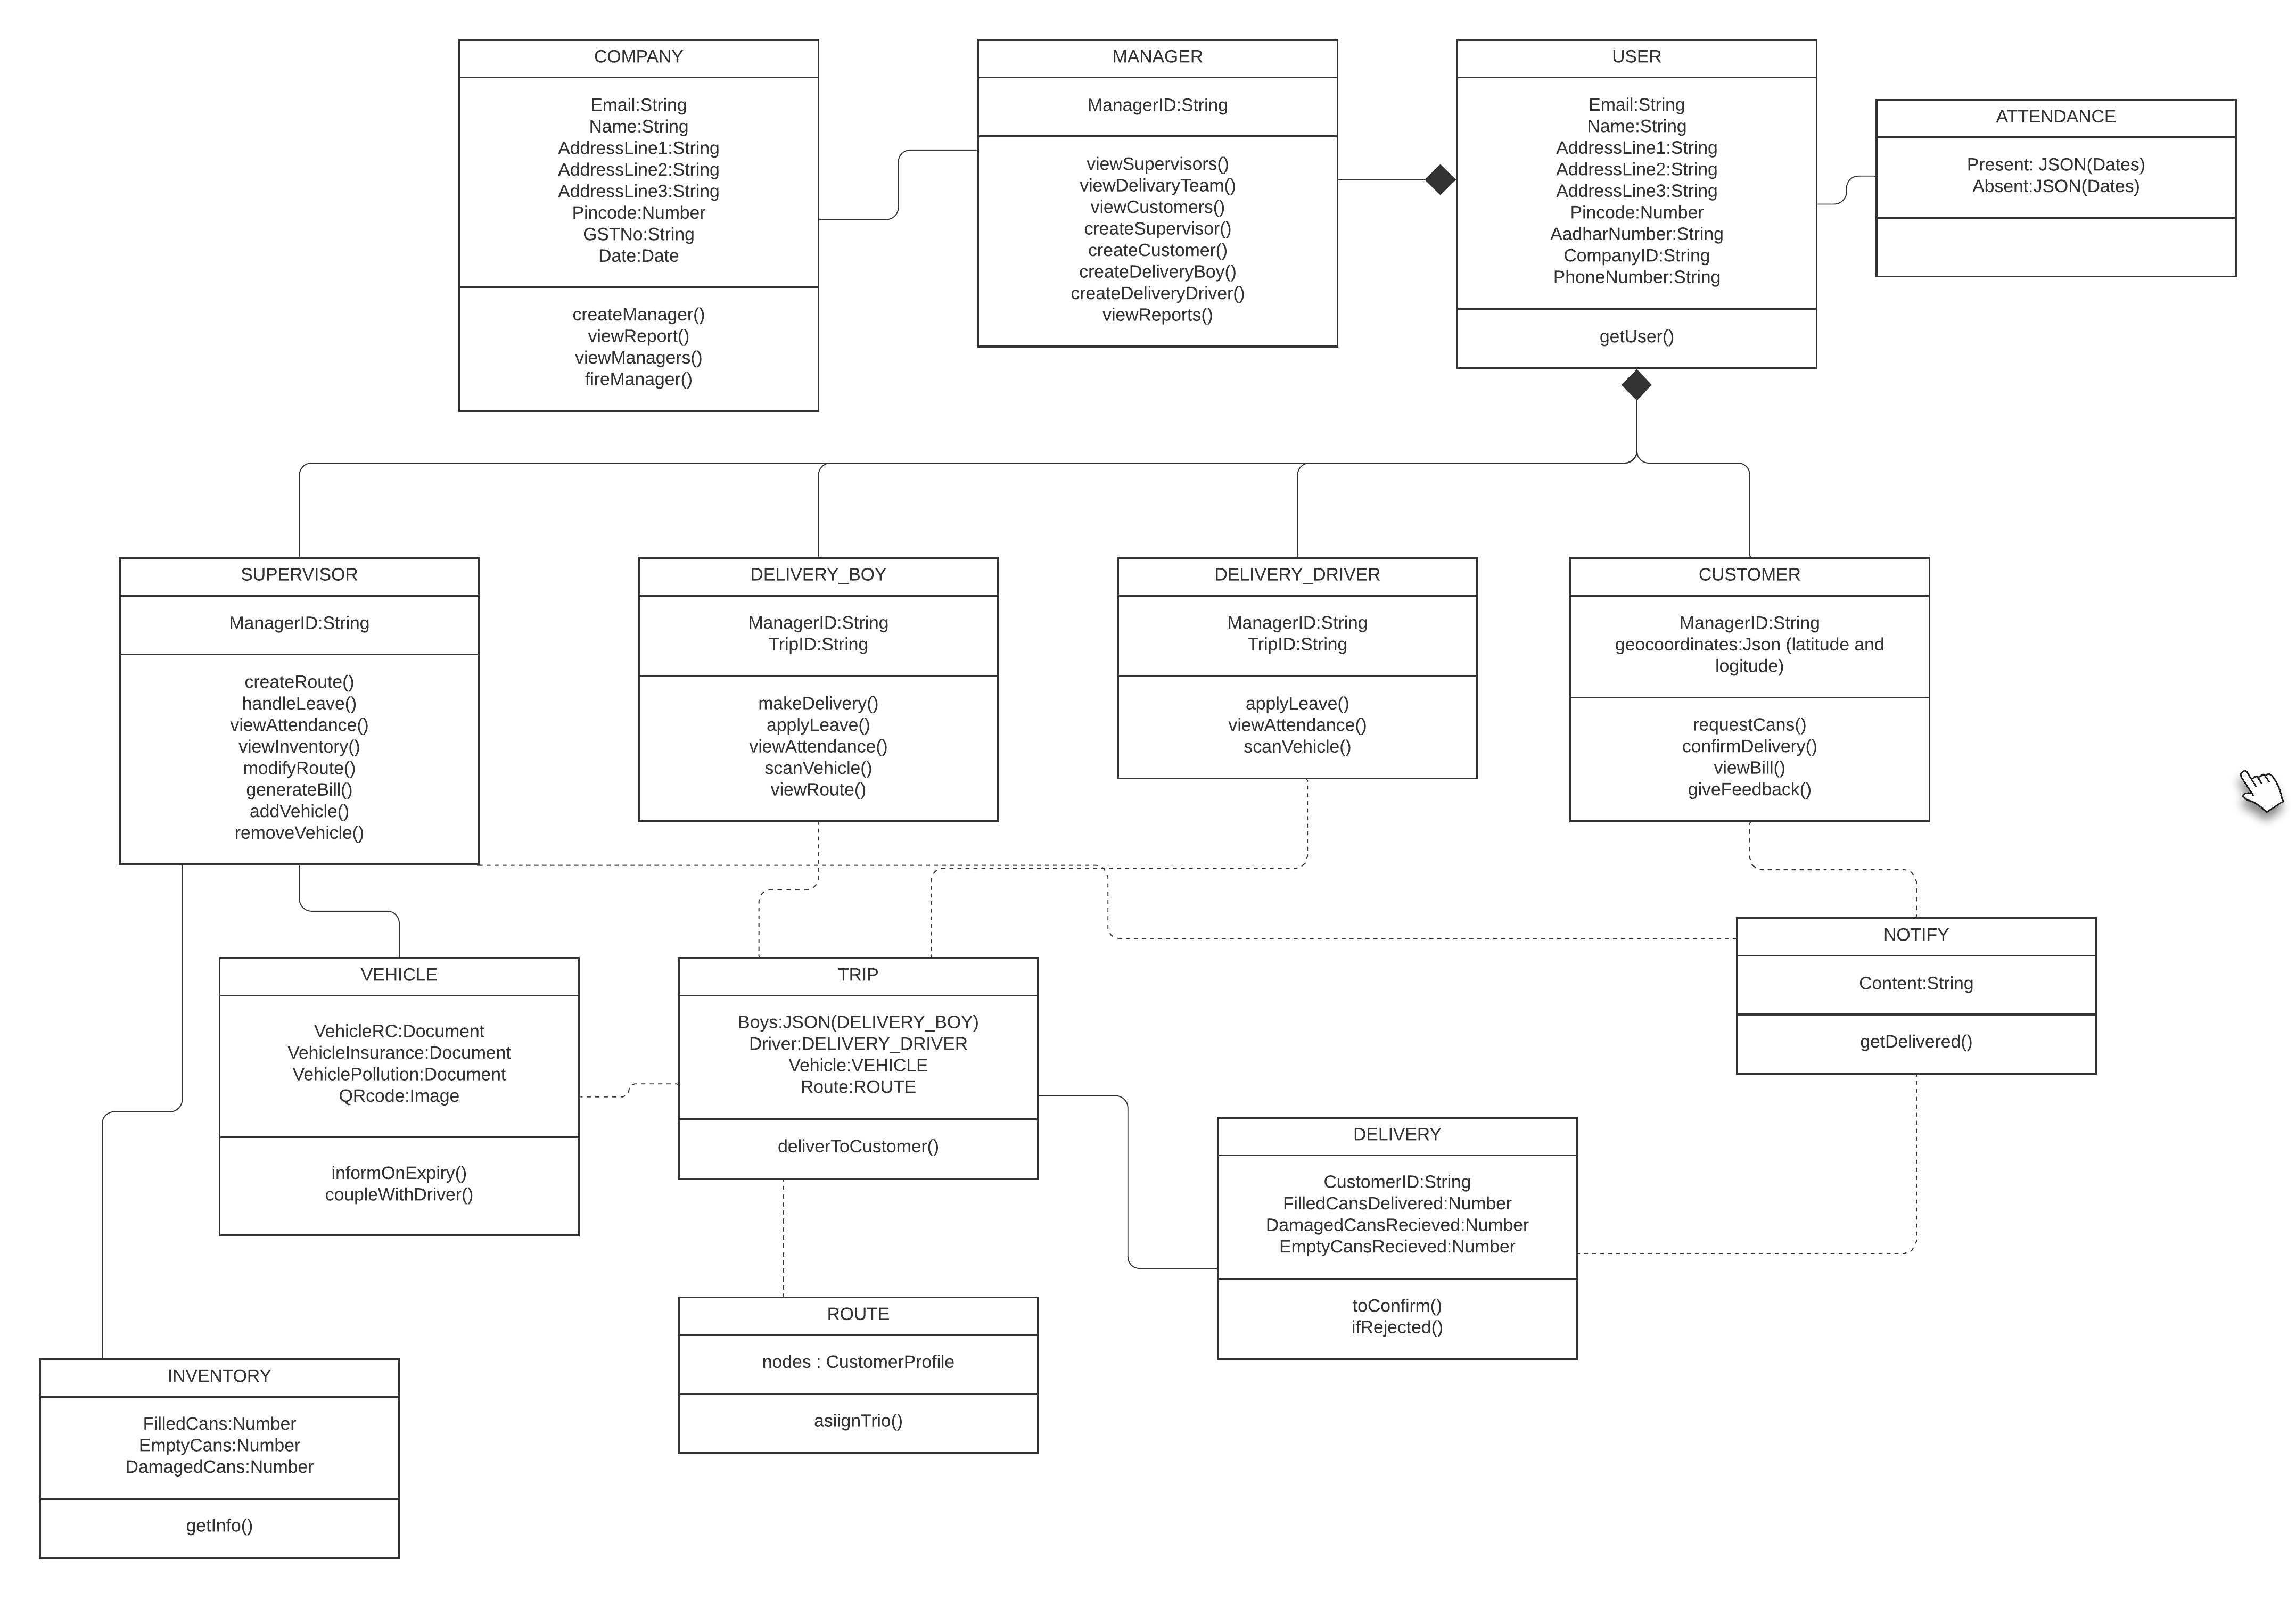 COMPANY
Email:String
Name:String
AddressLine1:String
AddressLine2:String
AddressLine3:String
Pincode:Number
GSTNo:String
Date:Date
createManager()
viewReport()
viewManagers()
fireManager()
MANAGER
ManagerID:String
viewSupervisors()
viewDelivaryTeam()
viewCustomers()
createSupervisor()
createCustomer()
createDeliveryBoy()
createDeliveryDriver()
viewReports()
USER
Email:String
Name:String
AddressLine1:String
AddressLine2:String
AddressLine3:String
Pincode:Number
AadharNumber:String
CompanyID:String
PhoneNumber:String
getUser()
ATTENDANCE
Present: JSON(Dates)
Absent:JSON(Dates)
SUPERVISOR
ManagerID:String
createRoute()
handleLeave()
viewAttendance()
viewInventory()
modifyRoute()
generateBill()
addVehicle()
removeVehicle()
DELIVERY_BOY
ManagerID:String
TripID:String
makeDelivery()
applyLeave()
viewAttendance()
scanVehicle()
viewRoute()
DELIVERY_DRIVER
ManagerID:String
TripID:String
applyLeave()
viewAttendance()
scanVehicle()
CUSTOMER
ManagerID:String
geocoordinates:Json (latitude and
logitude)
requestCans()
confirmDelivery()
viewBill()
giveFeedback()
VEHICLE
VehicleRC:Document
VehicleInsurance:Document
VehiclePollution:Document
QRcode:Image
informOnExpiry()
coupleWithDriver()
TRIP
Boys:JSON(DELIVERY_BOY)
Driver:DELIVERY_DRIVER
Vehicle:VEHICLE
Route:ROUTE
deliverToCustomer()
NOTIFY
Content:String
getDelivered()
DELIVERY
CustomerID:String
FilledCansDelivered:Number
DamagedCansRecieved:Number
EmptyCansRecieved:Number
toConfirm()
ifRejected()
ROUTE
nodes : CustomerProfile
asiignTrio()
INVENTORY
FilledCans:Number
EmptyCans:Number
DamagedCans:Number
getInfo()